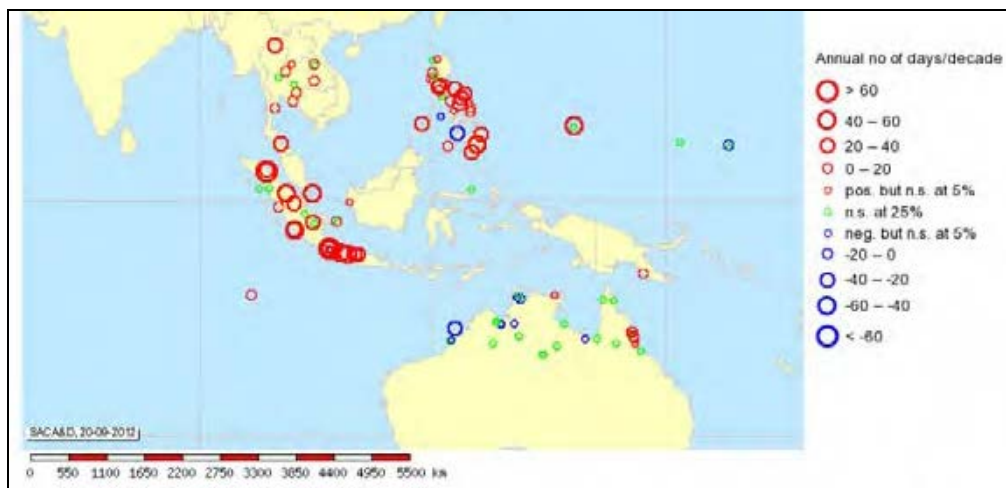 Annual no of days/decade
> 60
40 – 60
20 – 40
0 – 20
pos. but n.s. at 5%
n.s. at 25%
neg. but n.s. at 5%
-20 – 0
-40 – -20
-60 – -40
< -60
SACA&D, 20-09-2012
0 550 1100 1650 2200 2750 3300 3850 4400 4950 5500 km